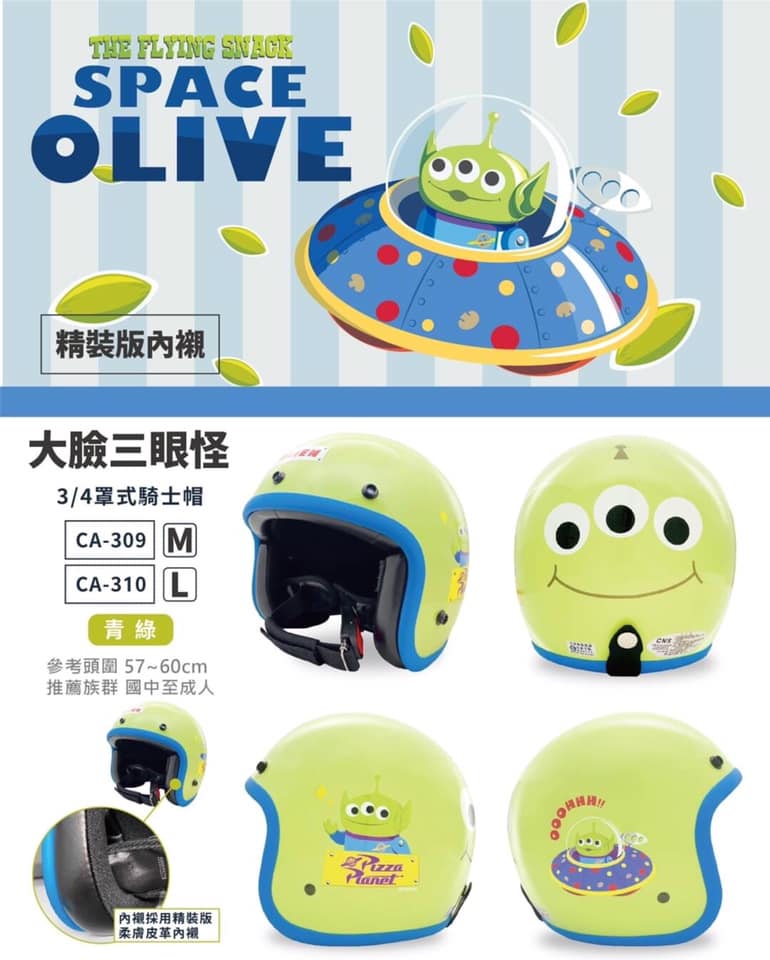 THE FLYING SNACK
SPACE
OLIVE
精裝版內襯
大臉三眼怪
3/4罩式騎士帽
CA-309 M
CA-310 L
青綠
參考頭圍 57~60cm
推薦族群 國中至成人
CNS
Pizza
Planet
OOOHHHH!!
內襯採用精裝版
柔膚皮革內襯